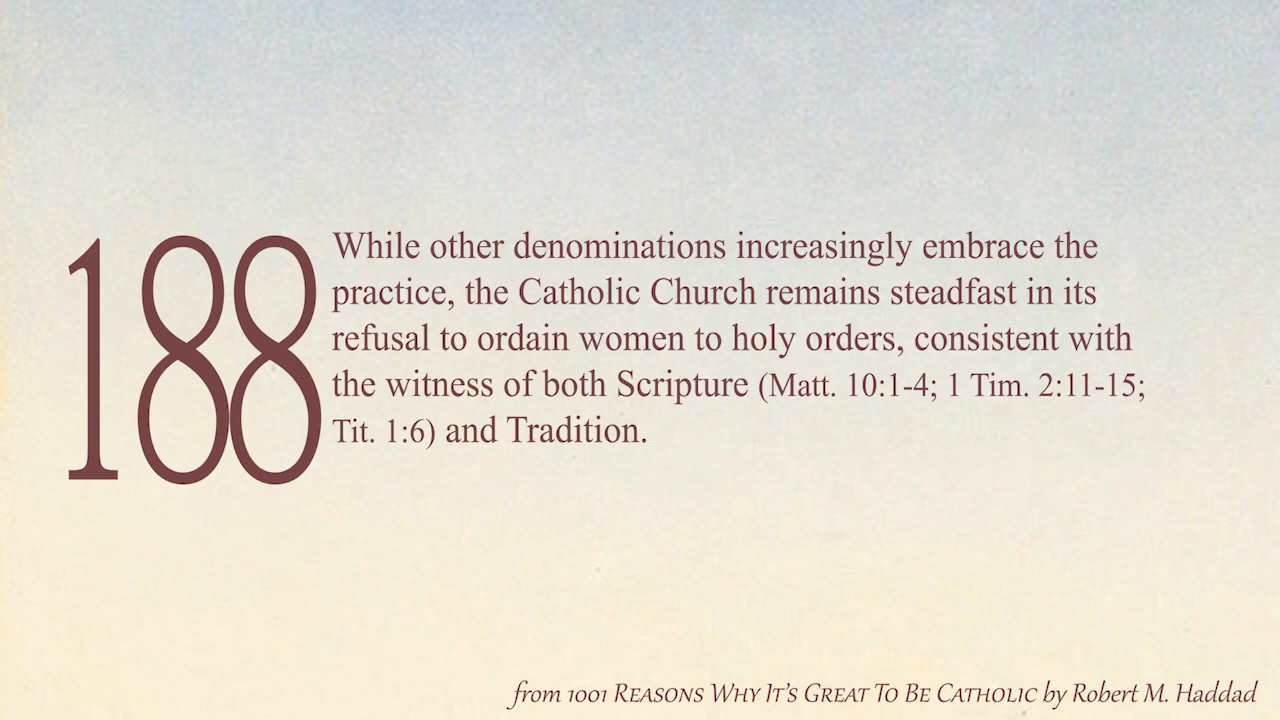 188
While other denominations increasingly embrace the
practice, the Catholic Church remains steadfast in its
refusal to ordain women to holy orders, consistent with
the witness of both Scripture (Matt. 10:1-4; 1 Tim. 2:11-15;
Tit. 1:6) and Tradition.
from 1001 Reasons Why It's Great To Be Catholic by Robert M. Haddad